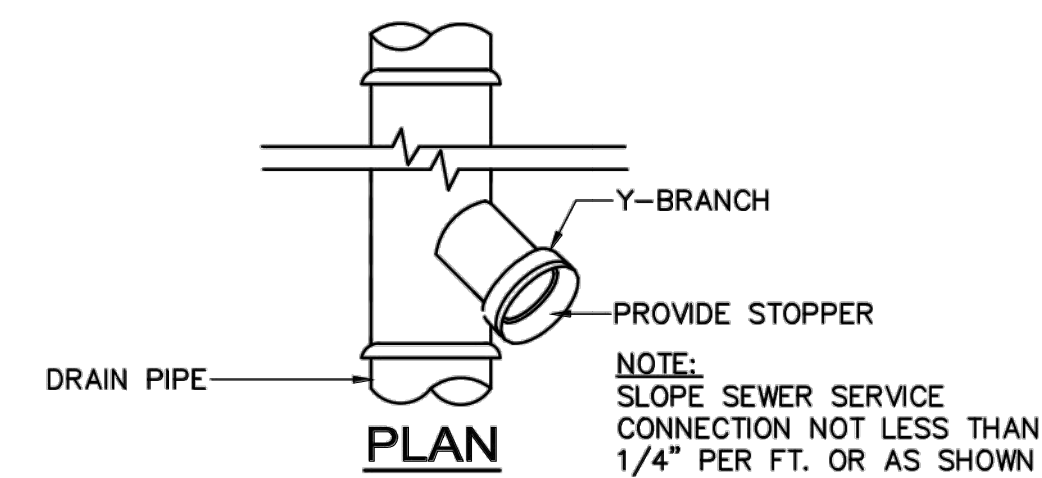 Y-BRANCH
PROVIDE STOPPER
DRAIN PIPE
PLAN
NOTE:
SLOPE SEWER SERVICE
CONNECTION NOT LESS THAN
1/4" PER FT. OR AS SHOWN